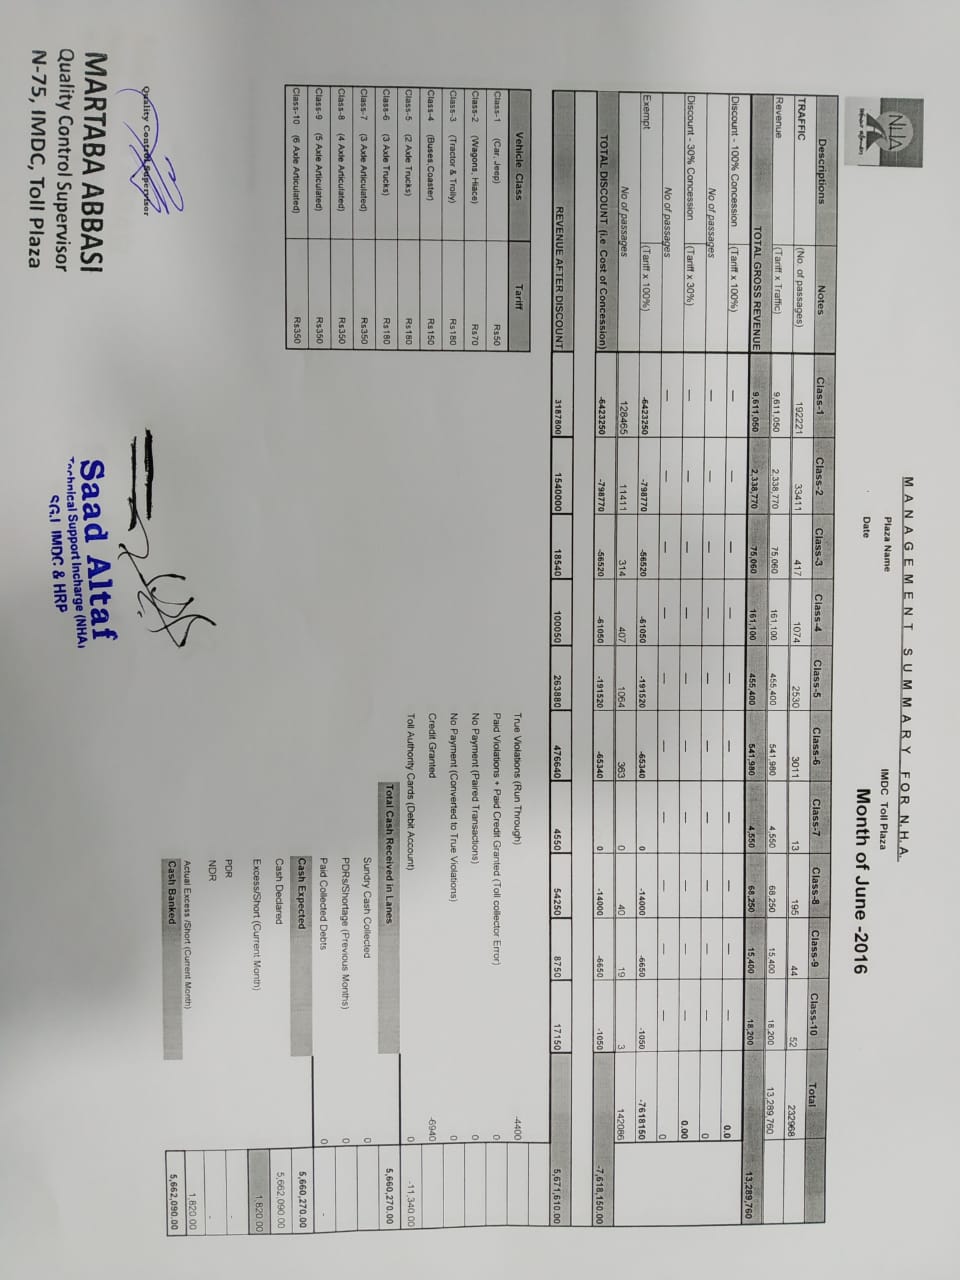 NHA
MANAGEMENT SUMMARY FOR N.H.A.
Plaza Name IMDC Toll Plaza
Date Month of June -2016
Descriptions Notes Class-1 Class-2 Class-3 Class-4 Class-5 Class-6 Class-7 Class-8 Class-9 Class-10 Total
TRAFFIC (No. of passages) 192221 33411 417 1074 2530 3011 13 195 44 52 232968
Revenue (Tariff x Traffic) 9,611,050 2,338,770 75,060 161,100 455,400 541,980 4,550 68,250 15,400 18,200 13,289,760
TOTAL GROSS REVENUE 9,611,050 2,338,770 75,060 161,100 455,400 541,980 4,550 68,250 15,400 18,200 13,289,760
Discount - 100% Concession (Tariff x 100%) — — — — — — — — — — 0.0
No of passages — — — — — — — — — — 0
Discount - 30% Concession (Tariff x 30%) — — — — — — — — — — 0.00
No of passages — — — — — — — — — — 0
Exempt (Tariff x 100%) -6423250 -798770 -56520 -61050 -191520 -65340 0 -14000 -6650 -1050 -7618150
No of passages 128465 11411 314 407 1064 363 0 40 19 3 142086
TOTAL DISCOUNT (i.e Cost of Concession) -6423250 -798770 -56520 -61050 -191520 -65340 0 -14000 -6650 -1050 -7,618,150.00
REVENUE AFTER DISCOUNT 3187800 1540000 18540 100050 263880 476640 4550 54250 8750 17150 5,671,610.00
Vehicle Class Tariff
Class-1 (Car, Jeep) Rs50
Class-2 (Wagons, Hiace) Rs70
Class-3 (Tractor & Trolly) Rs180
Class-4 (Buses,Coaster) Rs150
Class-5 (2 Axle Trucks) Rs180
Class-6 (3 Axle Trucks) Rs180
Class-7 (3 Axle Articulated) Rs350
Class-8 (4 Axle Articulated) Rs350
Class-9 (5 Axle Articulated) Rs350
Class-10 (6 Axle Articulated) Rs350
True Violations (Run Through) -4400
Paid Violations + Paid Credit Granted (Toll collector Error) 0
No Payment (Paired Transactions) 0
No Payment (Converted to True Violations) 0
Credit Granted -6940
Toll Authority Cards (Debit Account) 0 -11,340.00
Total Cash Received in Lanes 5,660,270.00
Sundry Cash Collected 0
PDRs/Shortage (Previous Months) 0
Paid Collected Debts 0 -
Cash Expected 5,660,270.00
Cash Declared 5,662,090.00
Excess/Short (Current Month) 1,820.00
PDR -
NDR -
Actual Excess /Short (Current Month) 1,820.00
Cash Banked 5,662,090.00
Quality Control Supervisor
MARTABA ABBASI
Quality Control Supervisor
N-75, IMDC, Toll Plaza
Saad Altaf
Technical Support Incharge (NHA)
SGJ, IMDC & HRP